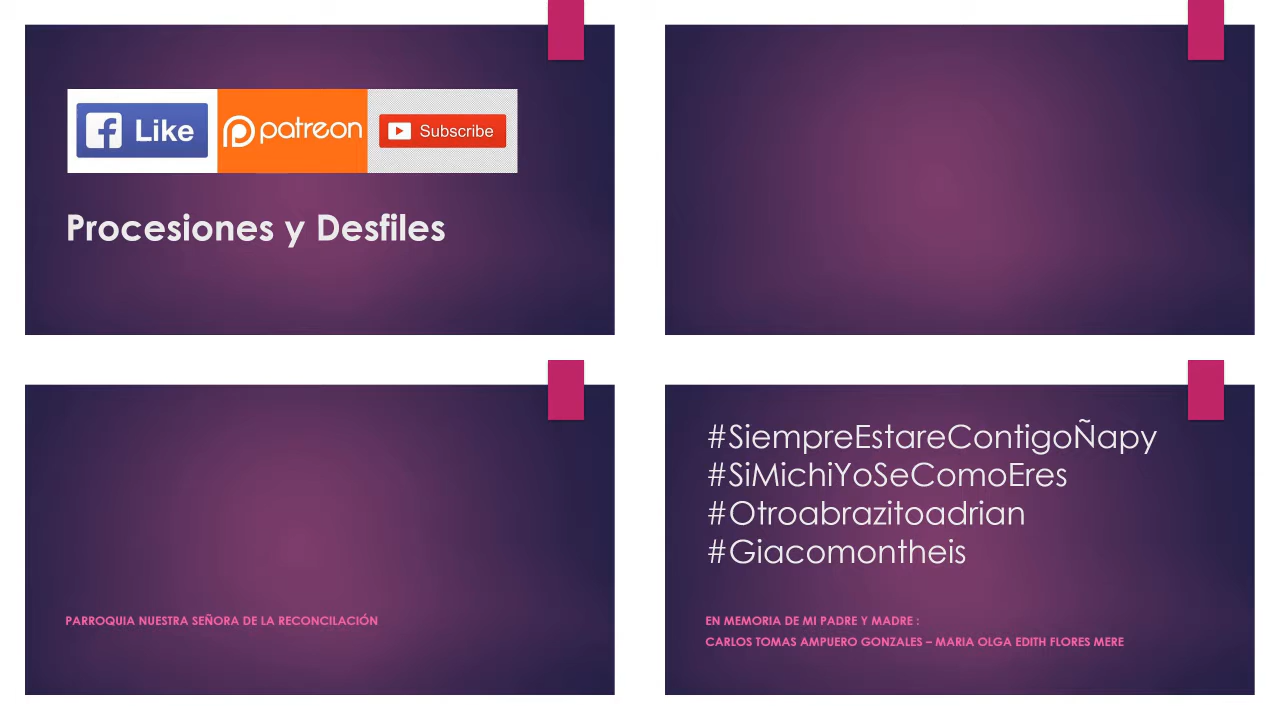 Like
patreon
Subscribe
Procesiones y Desfiles
PARROQUIA NUESTRA SEÑORA DE LA RECONCILACIÓN
#SiempreEstareContigoÑapy
#SiMichiYoSeComoEres
#Otroabrazitoadrian
#Giacomontheis
EN MEMORIA DE MI PADRE Y MADRE :
CARLOS TOMAS AMPUERO GONZALES – MARIA OLGA EDITH FLORES MERE